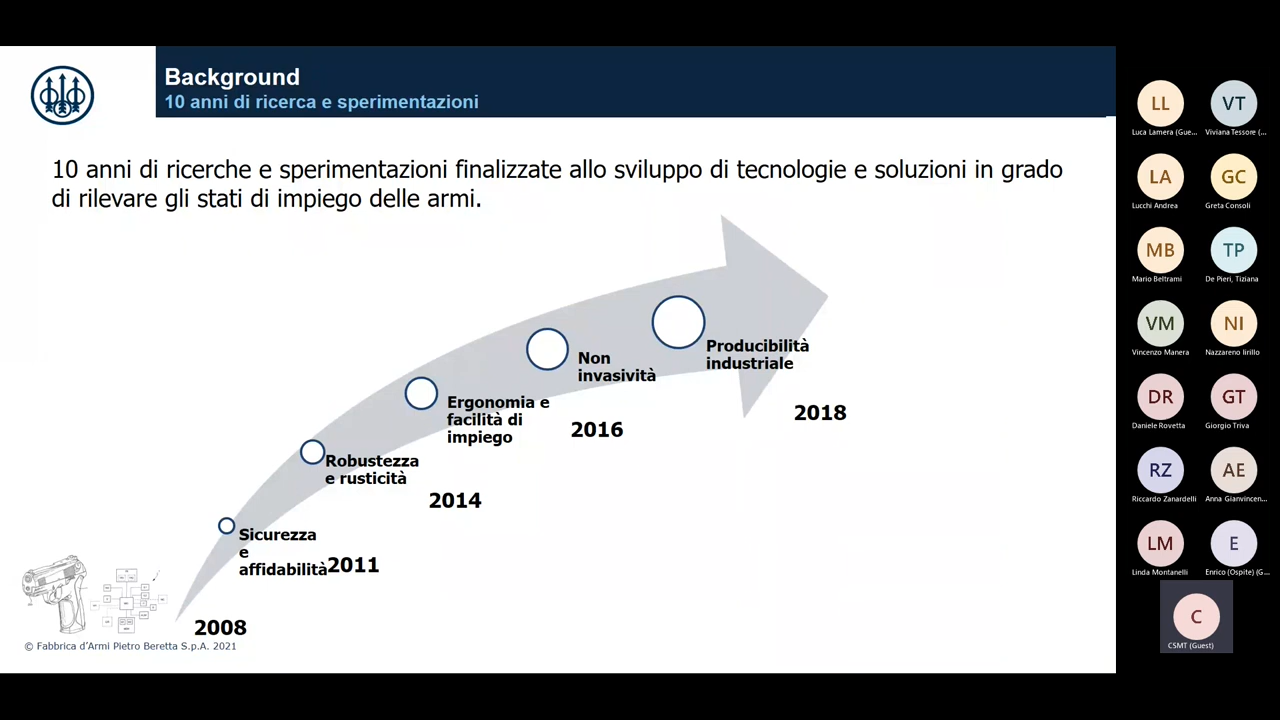 Background
10 anni di ricerca e sperimentazioni
10 anni di ricerche e sperimentazioni finalizzate allo sviluppo di tecnologie e soluzioni in grado
di rilevare gli stati di impiego delle armi.
Sicurezza
e
affidabilità
2008
Robustezza
e rusticità
2011
Ergonomia e
facilità di
impiego
2014
Non
invasività
2016
Producibilità
industriale
2018
© Fabbrica d'Armi Pietro Beretta S.p.A. 2021
LL
Luca Lamera (Gue...
VT
Viviana Tessore (...
LA
Lucchi Andrea
GC
Greta Consoli
MB
Mario Beltrami
TP
De Pieri, Tiziana
VM
Vincenzo Manera
NI
Nazzareno Iirillo
DR
Daniele Rovetta
GT
Giorgio Triva
RZ
Riccardo Zanardelli
AE
Anna Gianvincen...
LM
Linda Montanelli
E
Enrico (Ospite) (G...
C
CSMT (Guest)